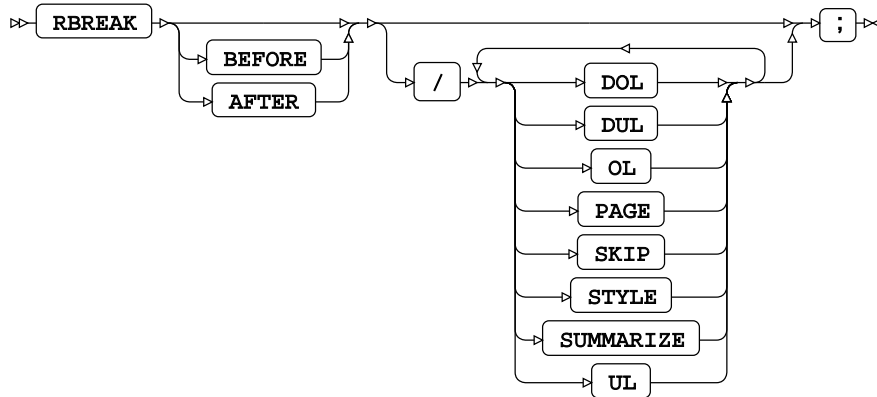 RBREAK
;
BEFORE
AFTER
/
DOL
DUL
OL
PAGE
SKIP
STYLE
SUMMARIZE
UL